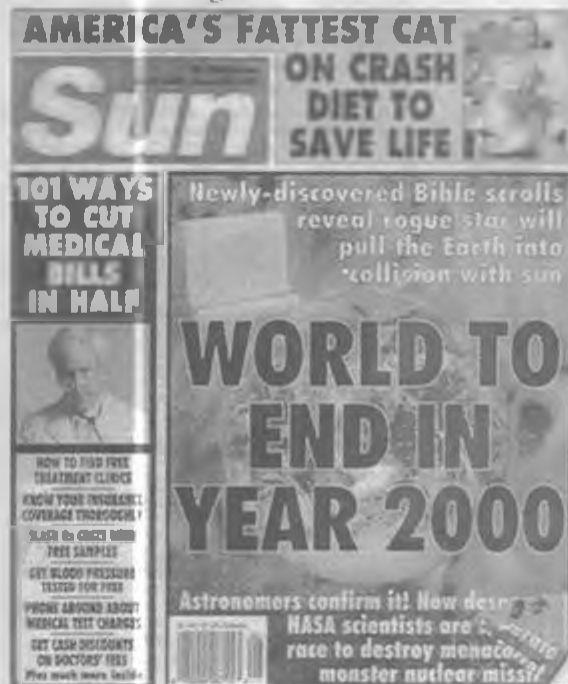 AMERICA'S FATTEST CAT
ON CRASH
DIET TO
SAVE LIFE
Sun
101 WAYS
TO CUT
MEDICAL
BILLS
IN HALF
HOW TO FIND FREE
TREATMENT CLINICS
KNOW YOUR INSURANCE
COVERAGE THOROUGHLY
FREE SAMPLES
GET BLOOD PRESSURE
TESTED FOR FREE
PHONE AROUND ABOUT
MEDICAL TEST CHARGES
GET CASH DISCOUNTS
ON DOCTORS' FEES
Plus much more inside
Newly-discovered Bible scrolls
reveal rogue star will
pull the Earth into
collision with sun
WORLD TO
END IN
YEAR 2000
Astronomers confirm it! Now
NASA scientists are
race to destroy
monster nuclear